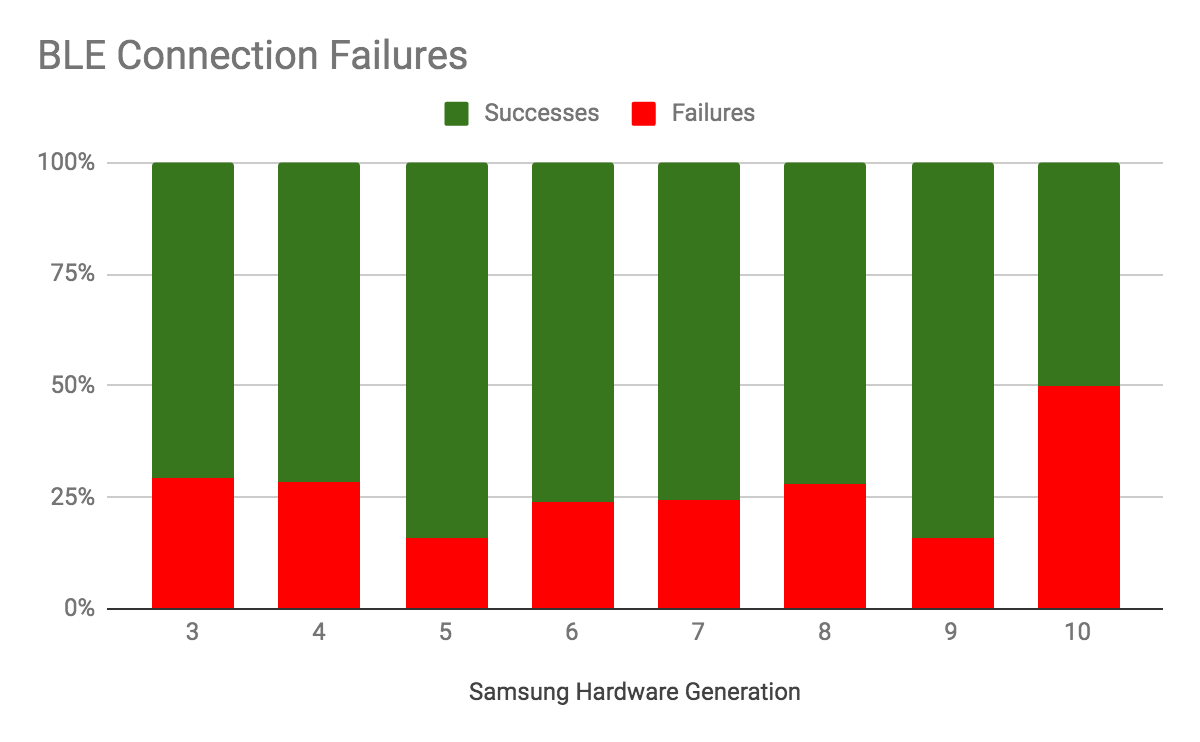 BLE Connection Failures
Successes Failures
100%
75%
50%
25%
0%
3 4 5 6 7 8 9 10
Samsung Hardware Generation